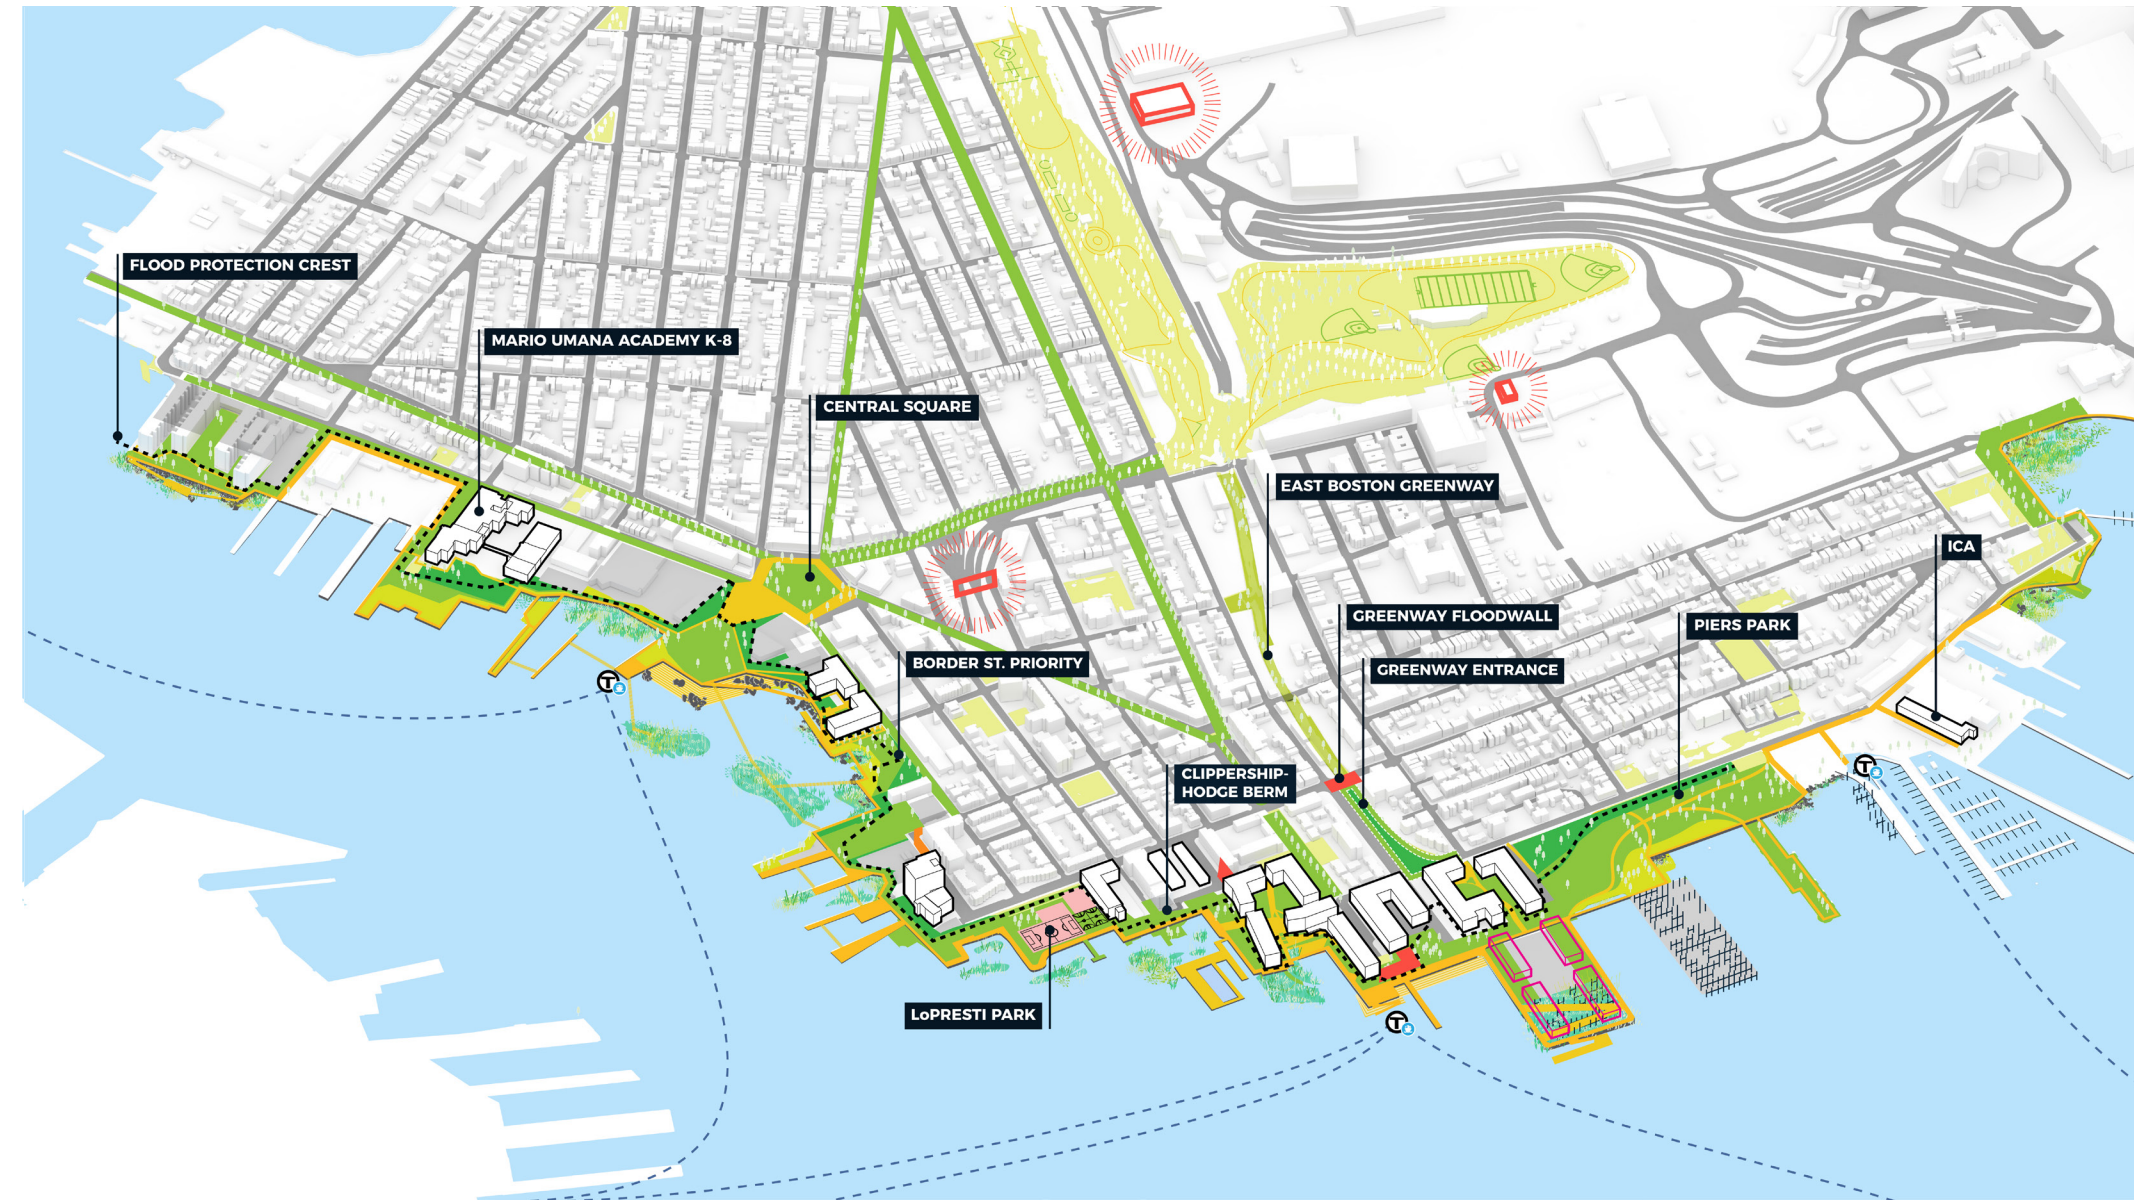 FLOOD PROTECTION CREST
MARIO UMANA ACADEMY K-8
CENTRAL SQUARE
EAST BOSTON GREENWAY
ICA
GREENWAY FLOODWALL
PIERS PARK
BORDER ST. PRIORITY
GREENWAY ENTRANCE
T
T
CLIPPERSHIP-
HODGE BERM
LoPRESTI PARK
T